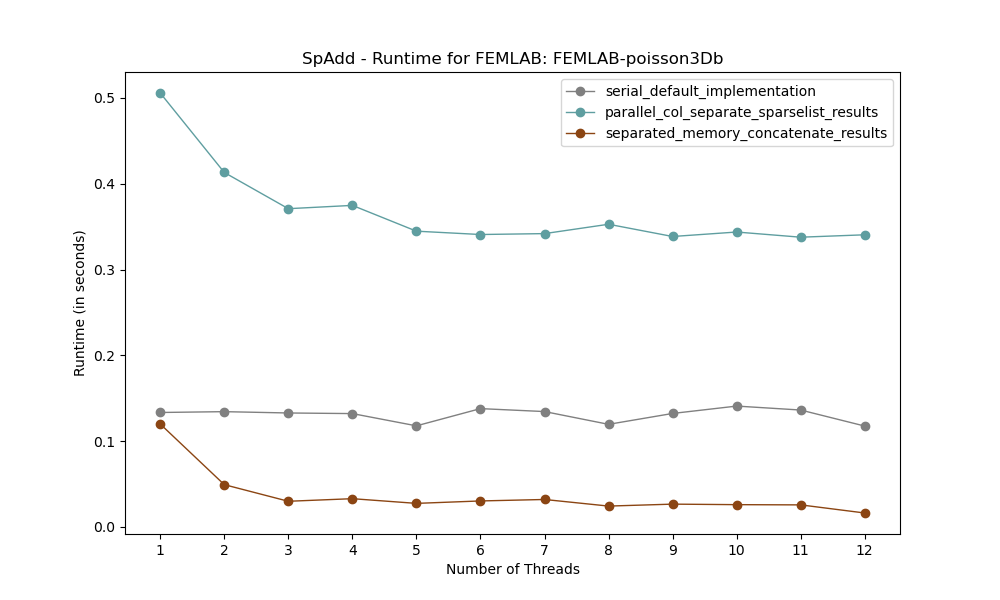 SpAdd - Runtime for FEMLAB: FEMLAB-poisson3Db
serial_default_implementation
parallel_col_separate_sparselist_results
separated_memory_concatenate_results
Runtime (in seconds)
0.5
0.4
0.3
0.2
0.1
0.0
1 2 3 4 5 6 7 8 9 10 11 12
Number of Threads